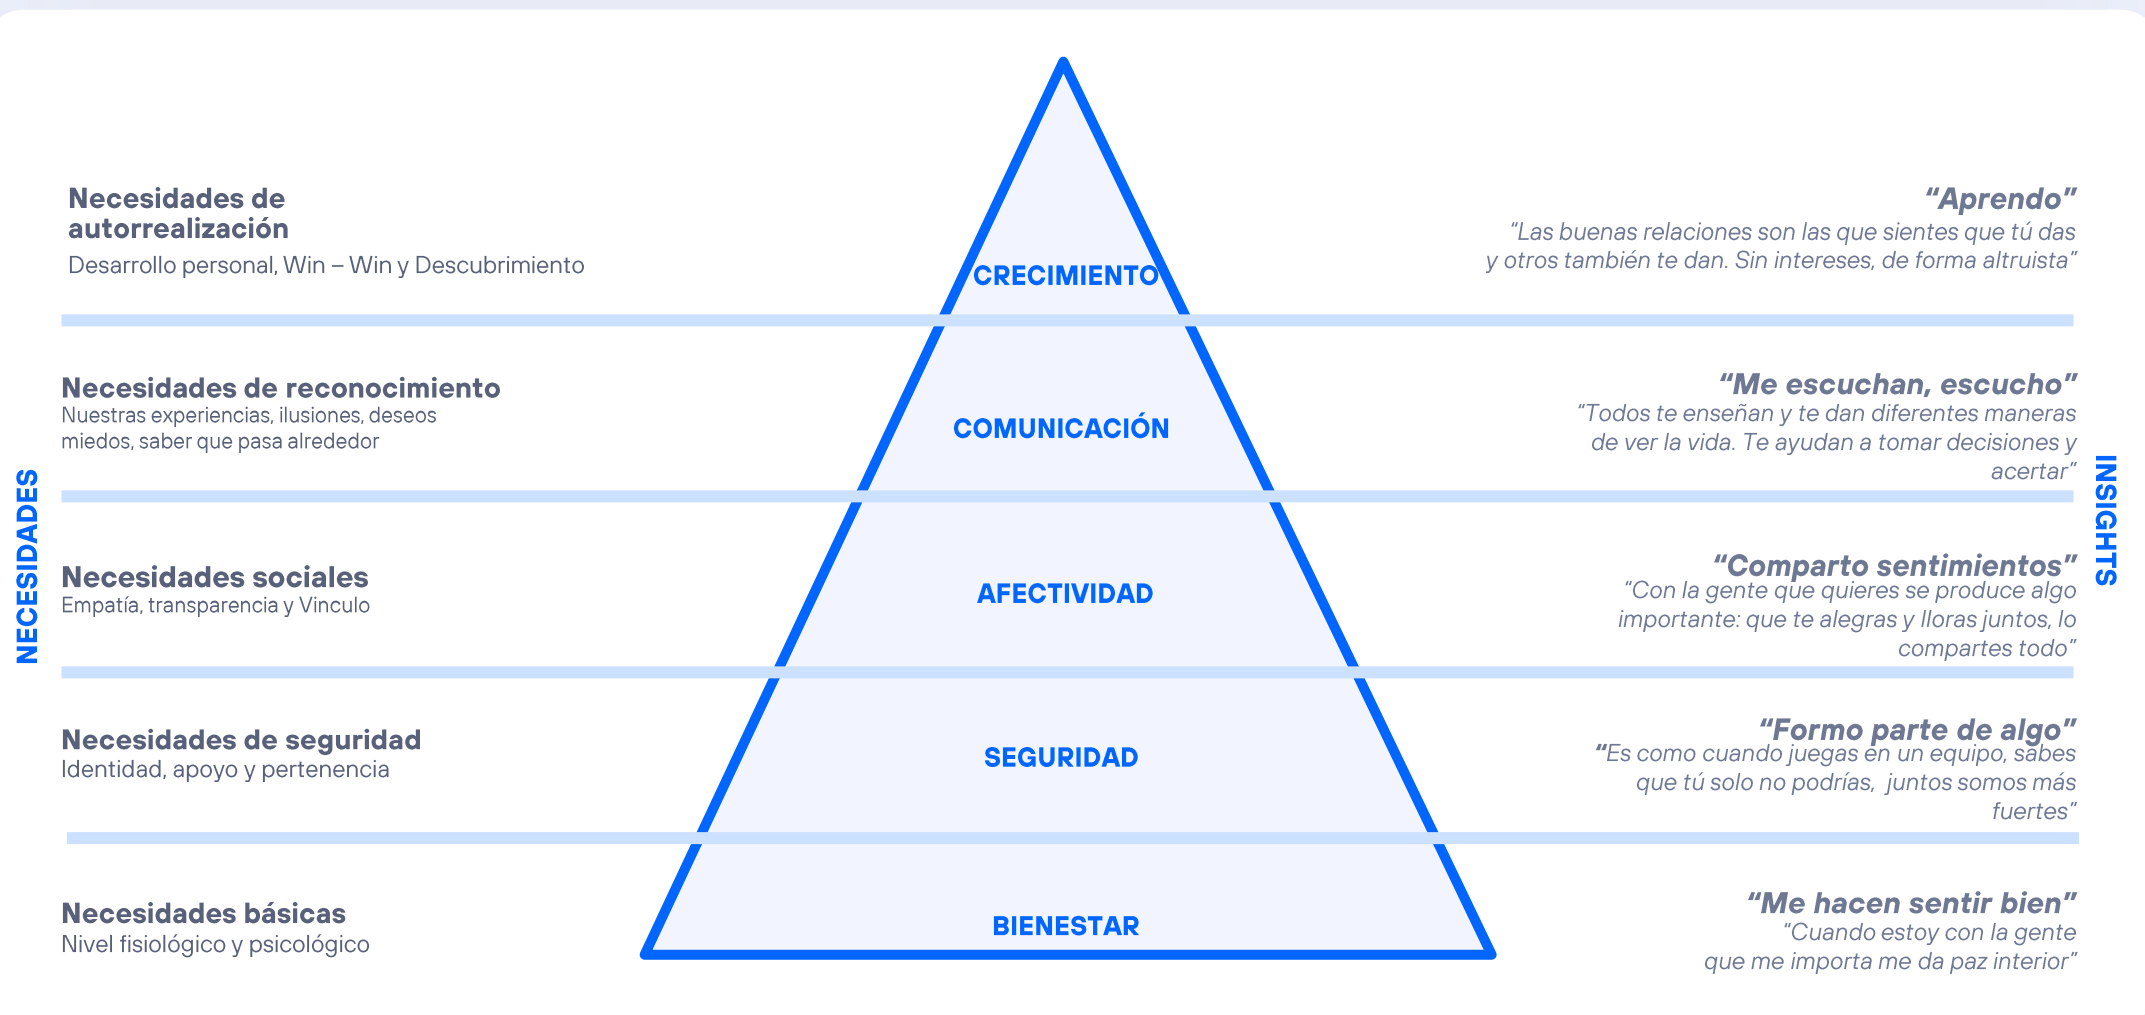 Necesidades de
autorrealización
Desarrollo personal, Win – Win y Descubrimiento
CRECIMIENTO
“Aprendo”
“Las buenas relaciones son las que sientes que tú das
y otros también te dan. Sin intereses, de forma altruista”
Necesidades de reconocimiento
Nuestras experiencias, ilusiones, deseos
miedos, saber que pasa alrededor
COMUNICACIÓN
“Me escuchan, escucho”
“Todos te enseñan y te dan diferentes maneras
de ver la vida. Te ayudan a tomar decisiones y
acertar”
NECESIDADES
INSIGHTS
Necesidades sociales
Empatía, transparencia y Vinculo
AFECTIVIDAD
“Comparto sentimientos”
“Con la gente que quieres se produce algo
importante: que te alegras y lloras juntos, lo
compartes todo”
Necesidades de seguridad
Identidad, apoyo y pertenencia
SEGURIDAD
“Formo parte de algo”
“Es como cuando juegas en un equipo, sabes
que tú solo no podrías,  juntos somos más
fuertes”
Necesidades básicas
Nivel fisiológico y psicológico
BIENESTAR
“Me hacen sentir bien”
“Cuando estoy con la gente
que me importa me da paz interior”